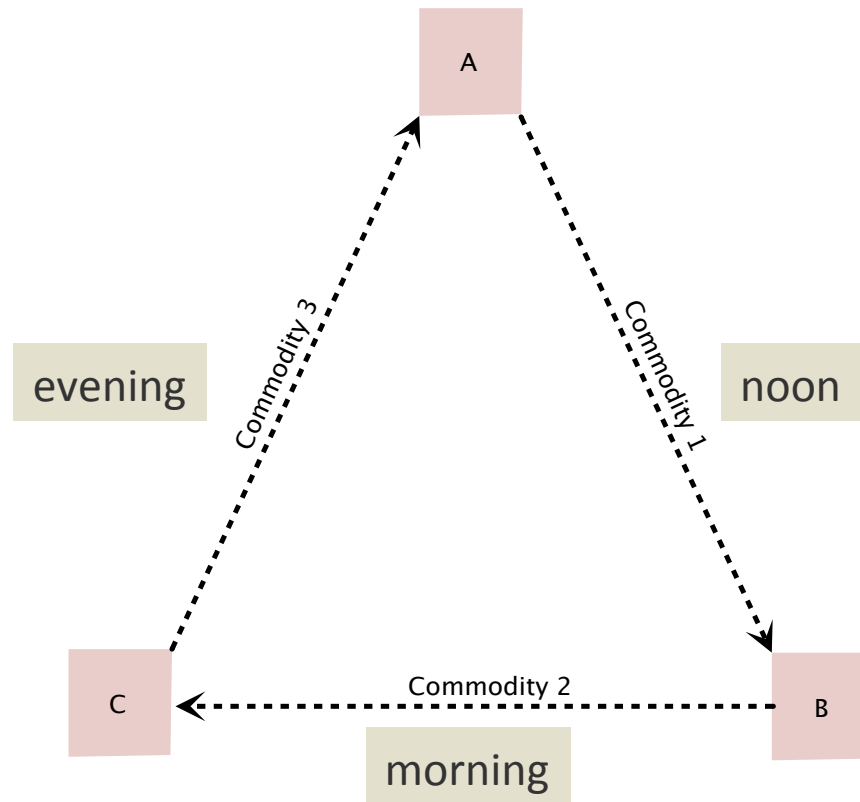 A
Commodity 3
Commodity 1
evening
noon
C
Commodity 2
B
morning